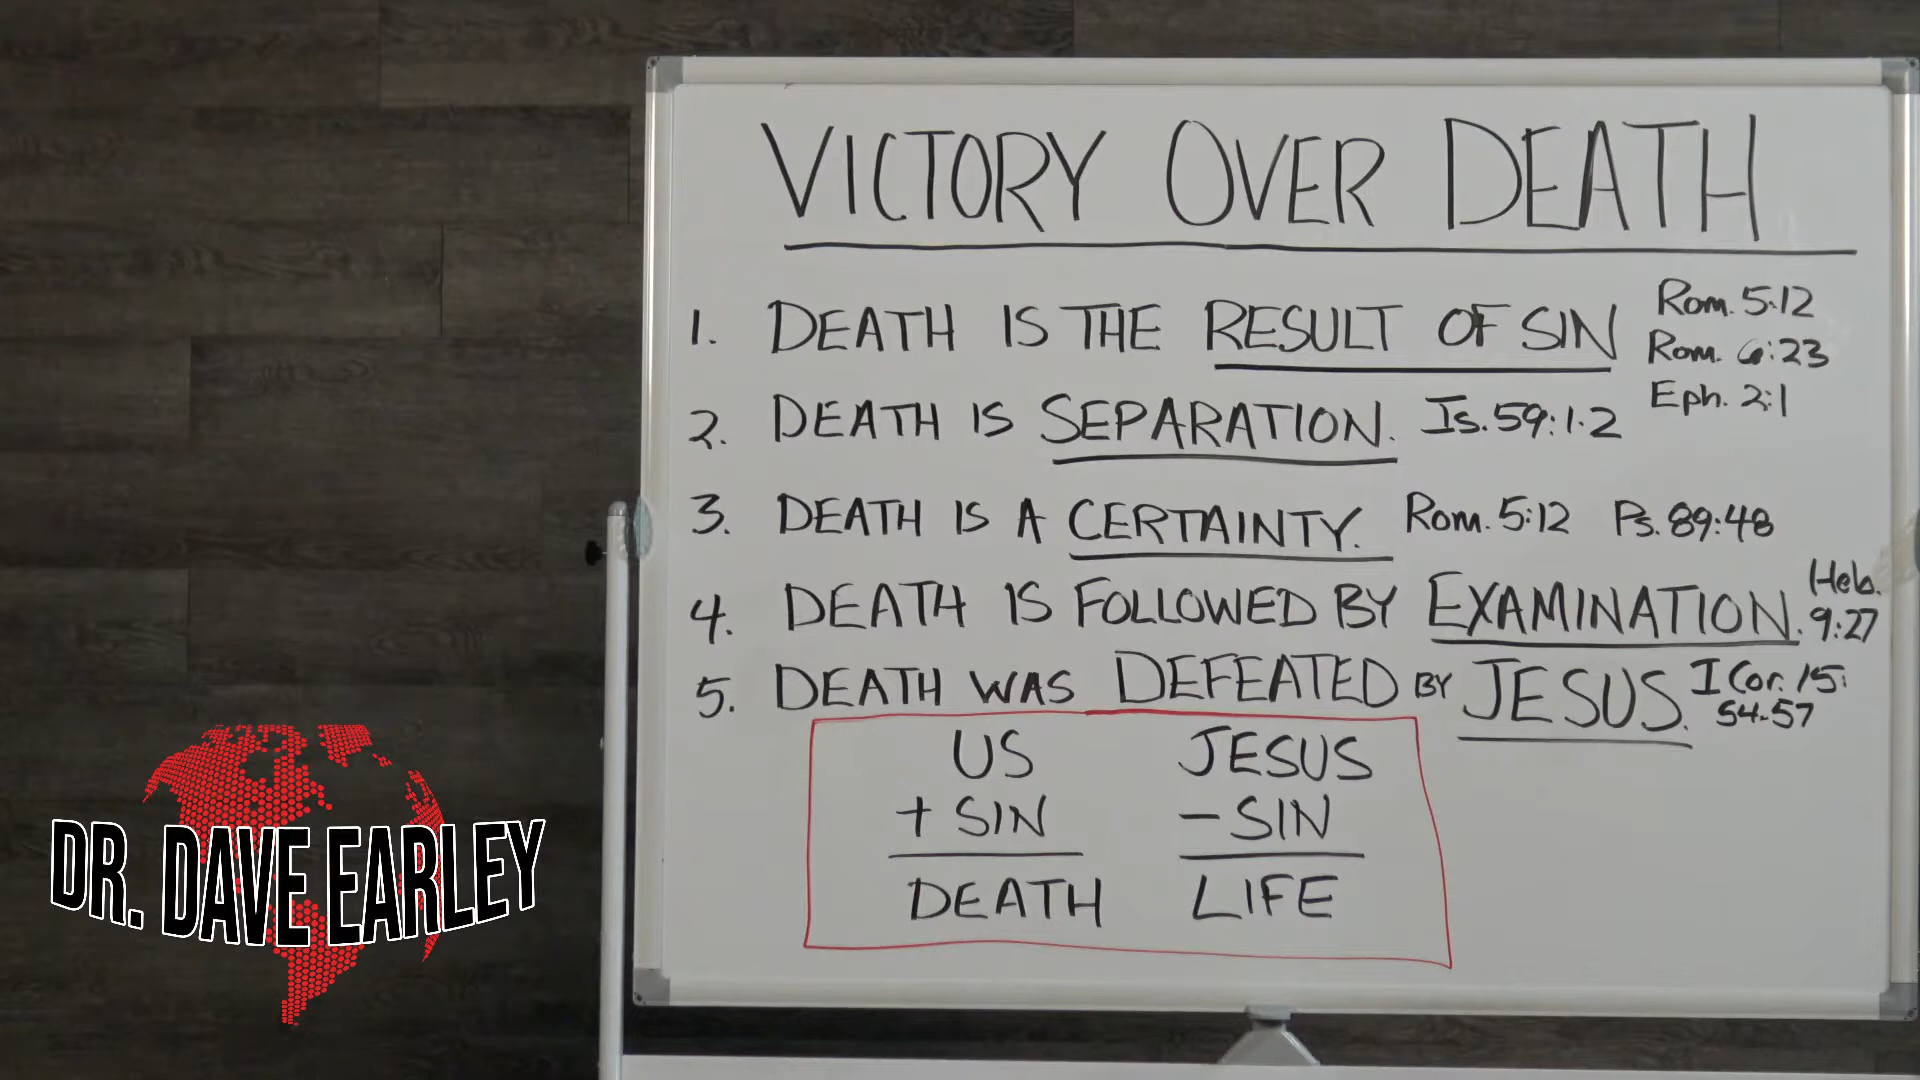 VICTORY OVER DEATH
1. DEATH IS THE RESULT OF SIN Rom. 5:12
Rom. 6:23
Eph. 2:1
2. DEATH IS SEPARATION. Is. 59:1-2
3. DEATH IS A CERTAINTY. Rom. 5:12 Ps. 89:48
4. DEATH IS FOLLOWED BY EXAMINATION. Heb. 9:27
5. DEATH WAS DEFEATED BY JESUS. I Cor. 15: 54-57
US JESUS
+ SIN - SIN
DEATH LIFE
DR. DAVE EARLEY